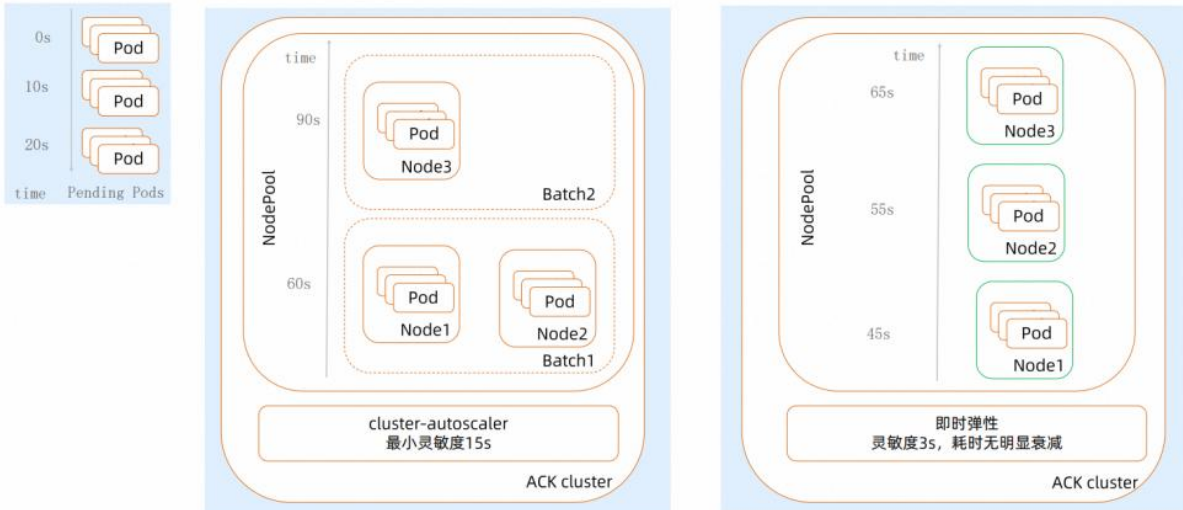 0s
Pod
10s
Pod
20s
Pod
time
Pending Pods
time
90s
NodePool
Pod
Node3
Batch2
60s
Pod
Node1
Pod
Node2
Batch1
cluster-autoscaler
最小灵敏度15s
ACK cluster
time
65s
NodePool
Pod
Node3
55s
Pod
Node2
45s
Pod
Node1
即时弹性
灵敏度3s，耗时无明显衰减
ACK cluster